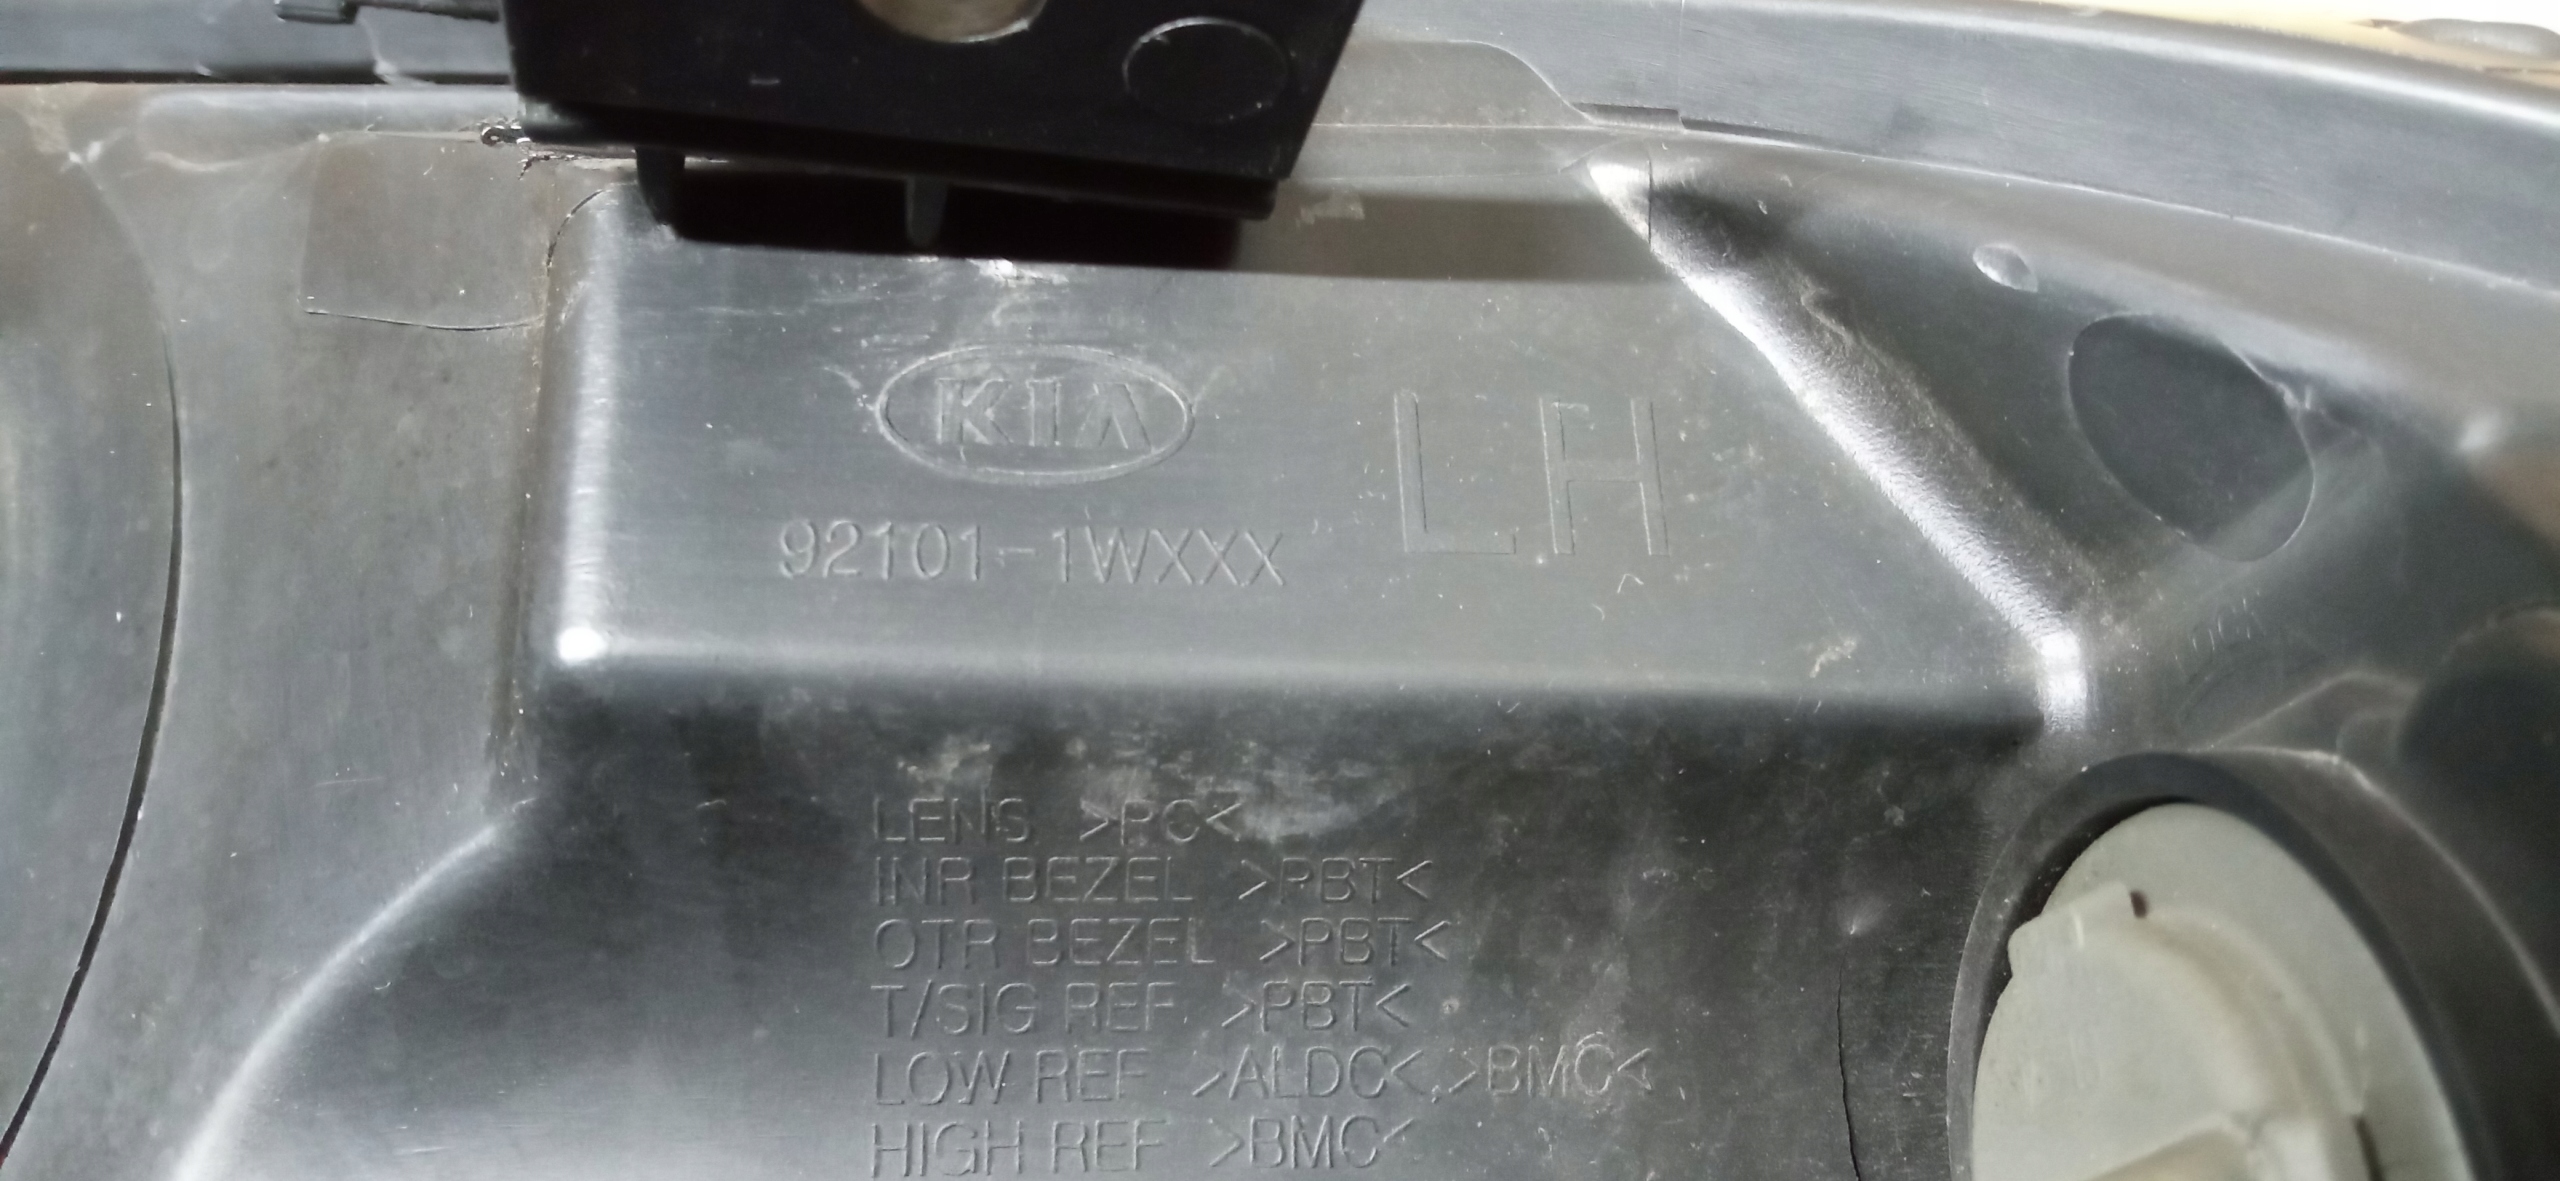 KIA
LH
92101-1WXXX
LENS >PC<
INR BEZEL >PBT<
OTR BEZEL >PBT<
T/SIG REF >PBT<
LOW REF >ALDC<,>BMC<
HIGH REF >BMC<